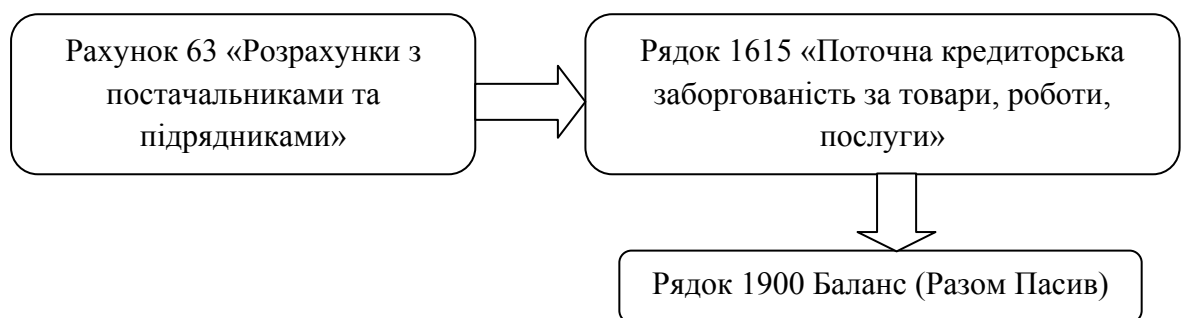 Рахунок 63 «Розрахунки з
постачальниками та
підрядниками»
Рядок 1615 «Поточна кредиторська
заборгованість за товари, роботи,
послуги»
Рядок 1900 Баланс (Разом Пасив)